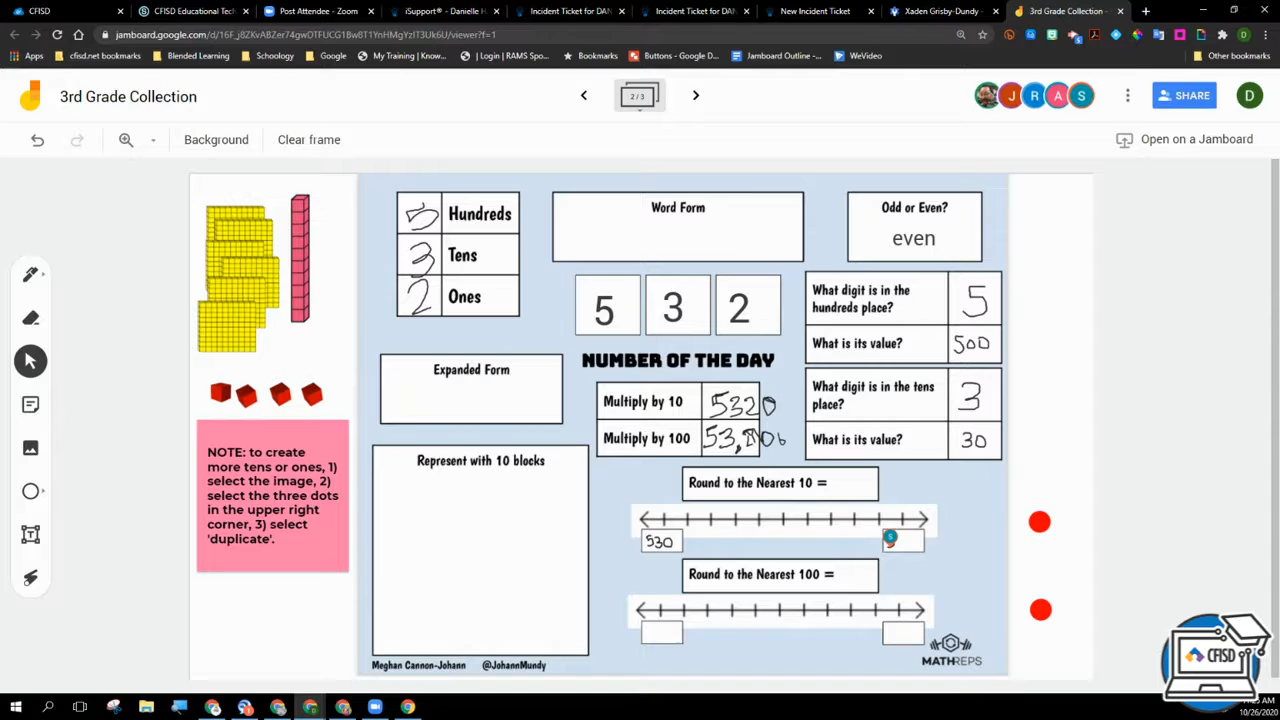 CFISD
CFISD Educational Tech
Post Attendee - Zoom
iSupport® - Danielle H.
Incident Ticket for DAN
Incident Ticket for DAN
New Incident Ticket
Xaden Grisby-Dundy -
3rd Grade Collection -
jamboard.google.com/d/16F_j8ZKvABZer74gwDTFUCG1Bw8T1YnHMgYzIT3Uk6U/viewer?f=1
Apps
cfisd.net bookmarks
Blended Learning
Schoology
Google
My Training | Know...
| Login | RAMS Spo...
Bookmarks
Buttons - Google D...
Jamboard Outline -...
WeVideo
Other bookmarks
3rd Grade Collection
2 / 3
J R A S
SHARE
D
Background
Clear frame
Open on a Jamboard
5 Hundreds
3 Tens
2 Ones
Word Form
Odd or Even?
even
5 3 2
NUMBER OF THE DAY
What digit is in the
hundreds place?
5
What is its value?
500
What digit is in the tens
place?
3
What is its value?
30
Expanded Form
Multiply by 10
5320
Multiply by 100
NOTE: to create
more tens or ones, 1)
select the image, 2)
select the three dots
in the upper right
corner, 3) select
'duplicate'.
Represent with 10 blocks
Round to the Nearest 10 =
530
S
Round to the Nearest 100 =
Meghan Cannon-Johann @JohannMundy
MATHREPS
CFISD
10/26/2020